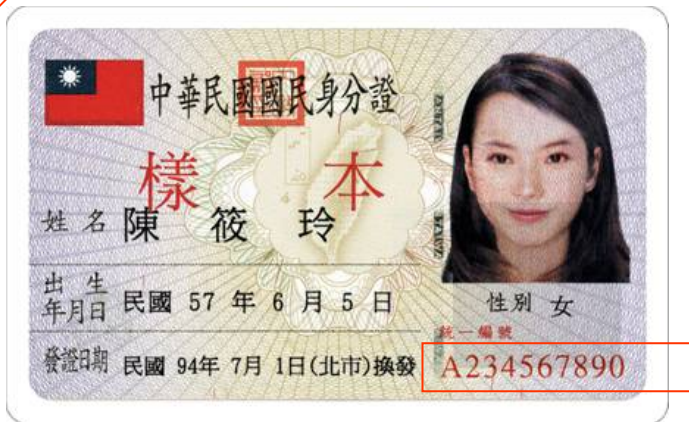 中華民國國民身分證
樣本
姓名 陳筱玲
出生年月日 民國 57 年 6 月 5 日
性別 女
統一編號
發證日期 民國 94年 7月 1日(北市)換發
A234567890